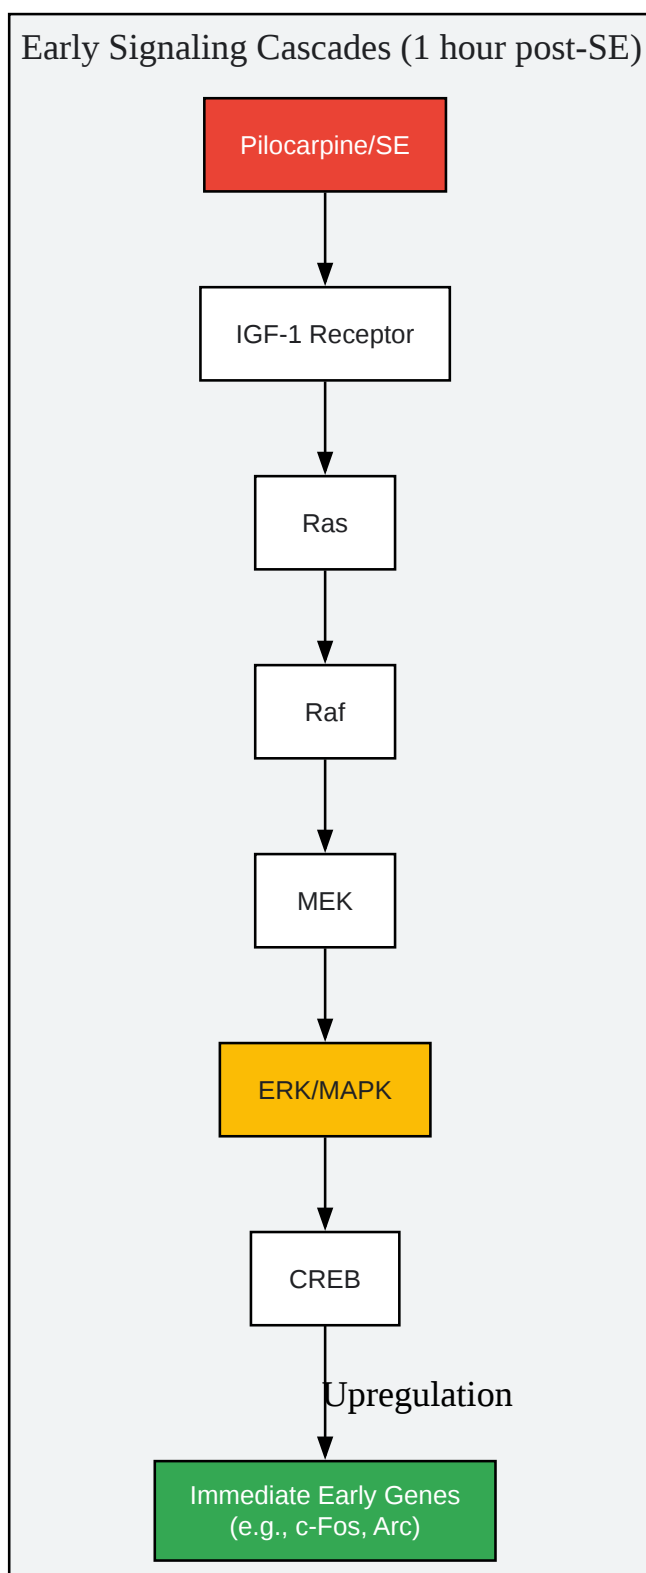 Early Signaling Cascades (1 hour post-SE)
Pilocarpine/SE
IGF-1 Receptor
Ras
Raf
MEK
ERK/MAPK
CREB
Upregulation
Immediate Early Genes
(e.g., c-Fos, Arc)